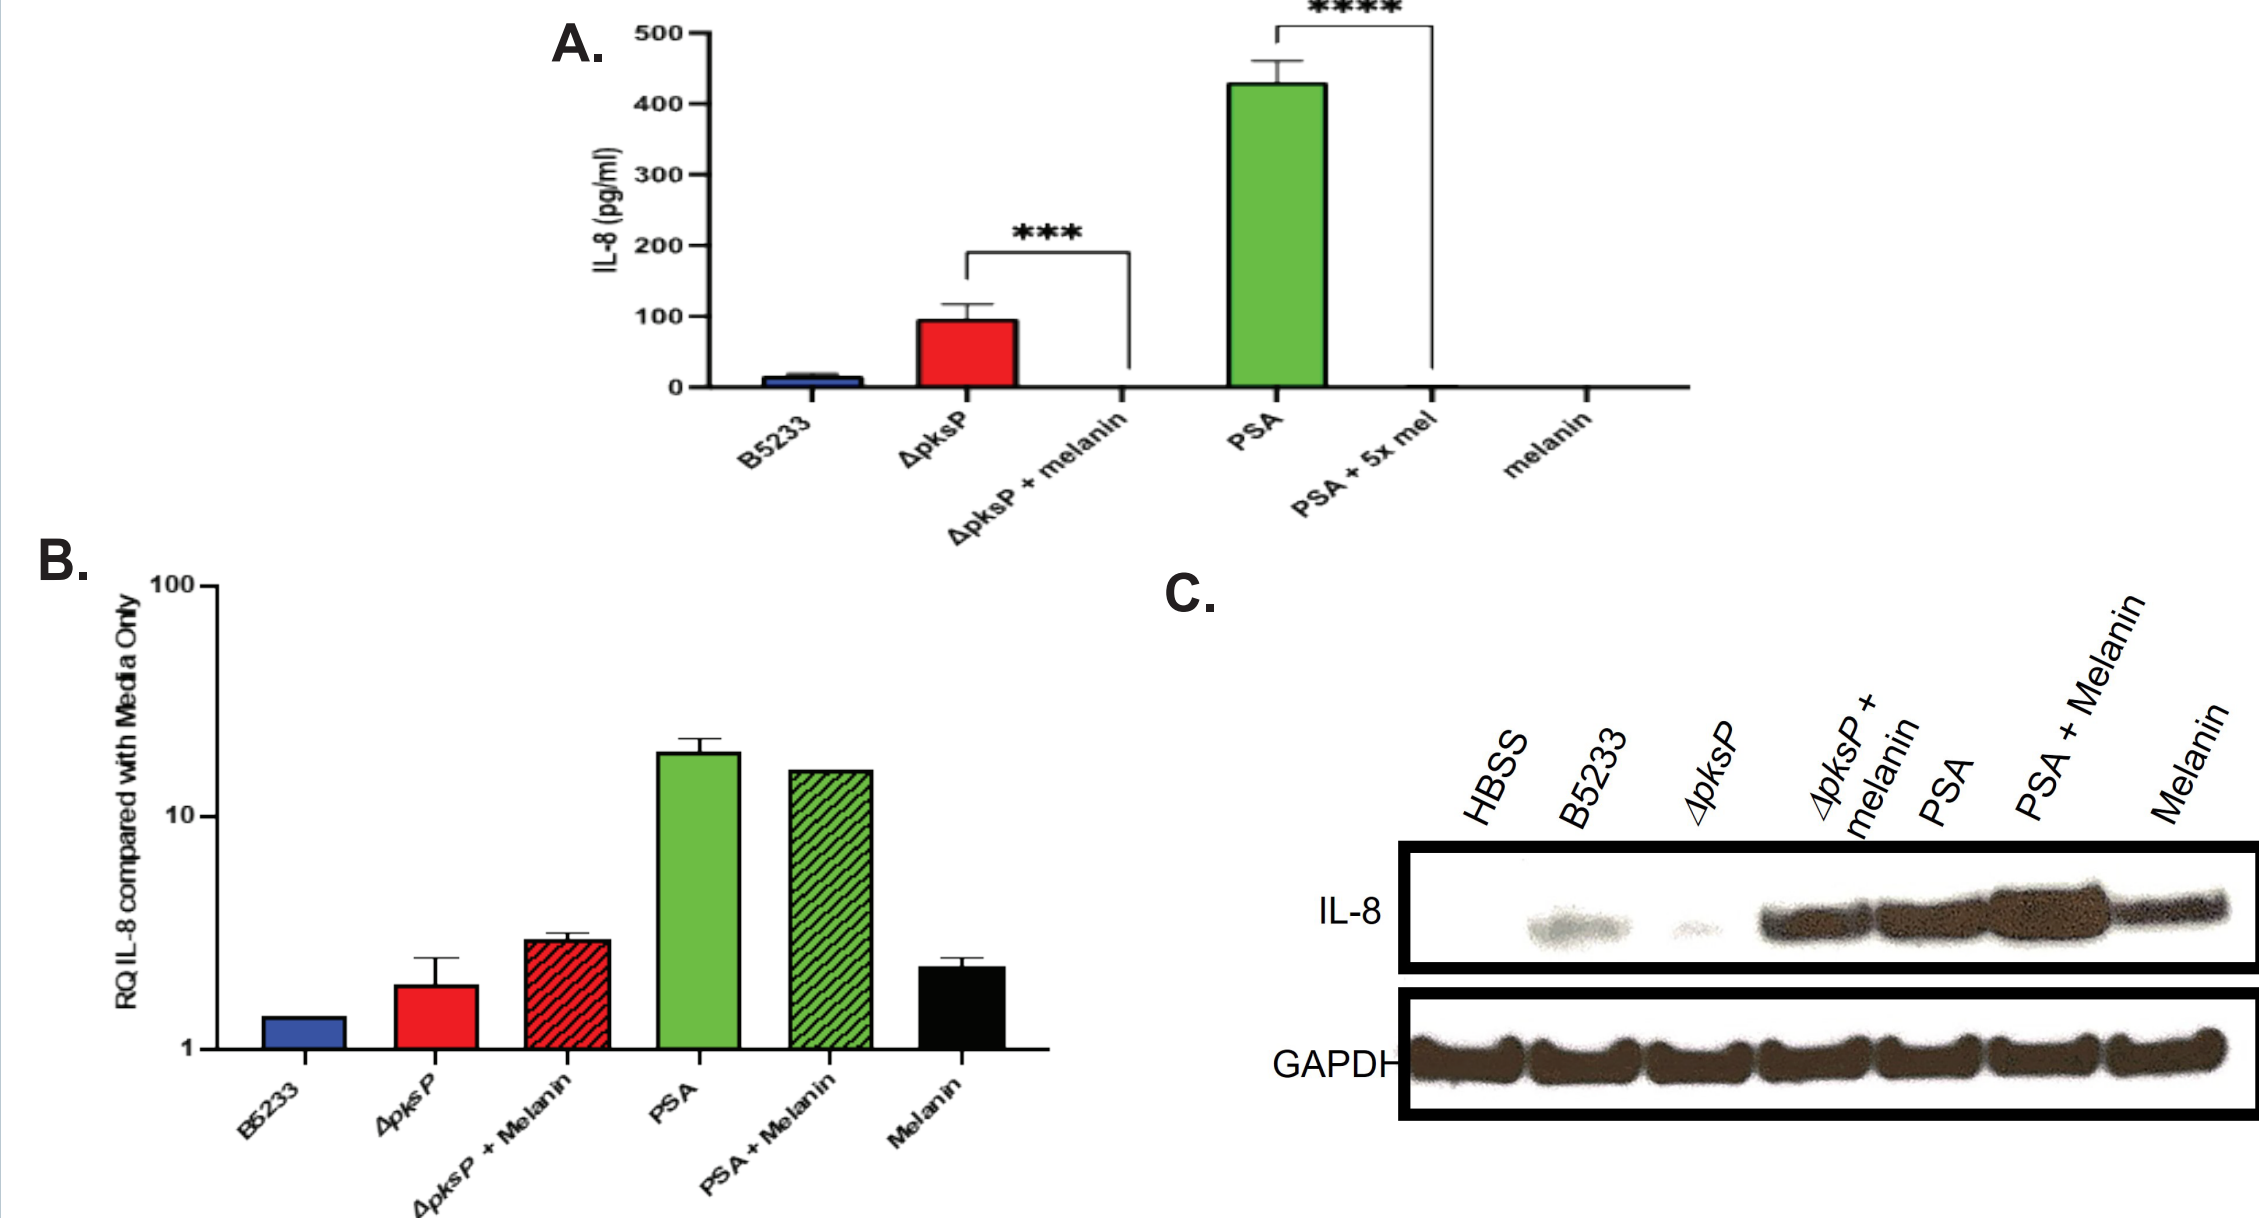 A.
****
500
400
300
200
100
0
IL-8 (pg/ml)
***
B5233
ΔpksP
ΔpksP + melanin
PSA
PSA + 5x mel
melanin
B.
100
10
1
RQ IL-8 compared with Media Only
B5233
ΔpksP
ΔpksP + Melanin
PSA
PSA + Melanin
Melanin
C.
HBSS
B5233
ΔpksP
ΔpksP +
melanin
PSA
PSA + Melanin
Melanin
IL-8
GAPDH